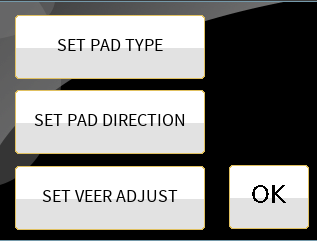 SET PAD TYPE
SET PAD DIRECTION
SET VEER ADJUST
OK